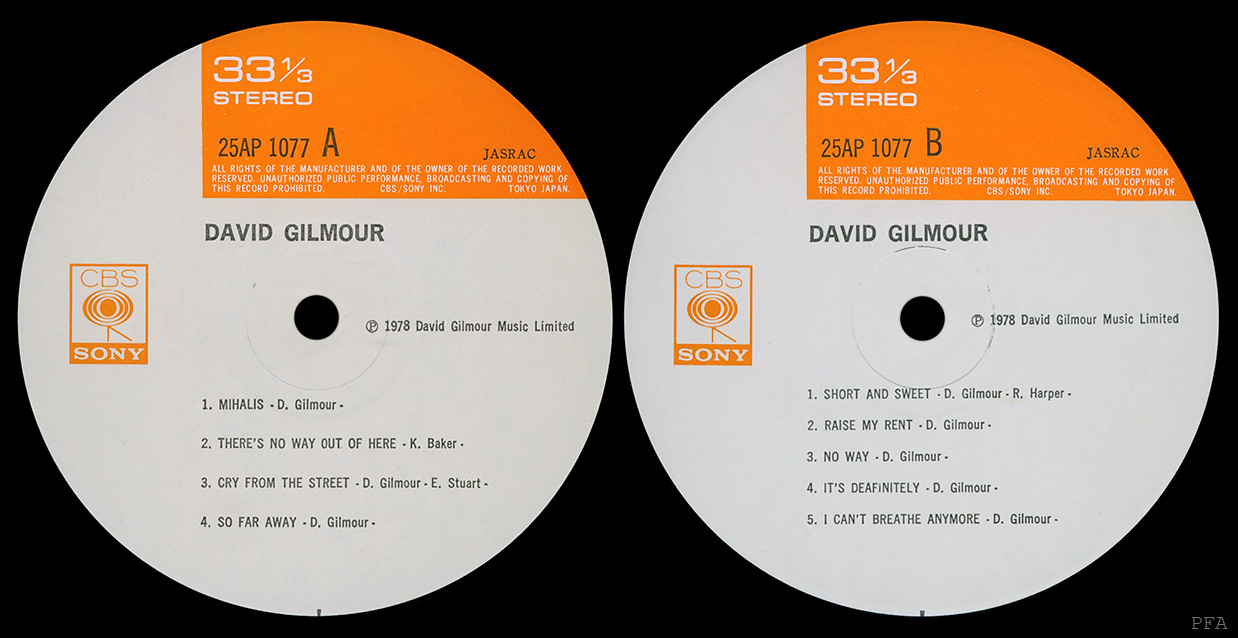 33 1/3
STEREO
25AP 1077 A
JASRAC
ALL RIGHTS OF THE MANUFACTURER AND OF THE OWNER OF THE RECORDED WORK
RESERVED. UNAUTHORIZED PUBLIC PERFORMANCE, BROADCASTING AND COPYING OF
THIS RECORD PROHIBITED. CBS/SONY INC. TOKYO JAPAN.
DAVID GILMOUR
CBS
SONY
℗ 1978 David Gilmour Music Limited
1. MIHALIS - D. Gilmour -
2. THERE'S NO WAY OUT OF HERE - K. Baker -
3. CRY FROM THE STREET - D. Gilmour - E. Stuart -
4. SO FAR AWAY - D. Gilmour -
33 1/3
STEREO
25AP 1077 B
JASRAC
ALL RIGHTS OF THE MANUFACTURER AND OF THE OWNER OF THE RECORDED WORK
RESERVED. UNAUTHORIZED PUBLIC PERFORMANCE, BROADCASTING AND COPYING OF
THIS RECORD PROHIBITED. CBS/SONY INC. TOKYO JAPAN.
DAVID GILMOUR
CBS
SONY
℗ 1978 David Gilmour Music Limited
1. SHORT AND SWEET - D. Gilmour - R. Harper -
2. RAISE MY RENT - D. Gilmour -
3. NO WAY - D. Gilmour -
4. IT'S DEAFINITELY - D. Gilmour -
5. I CAN'T BREATHE ANYMORE - D. Gilmour -
PFA